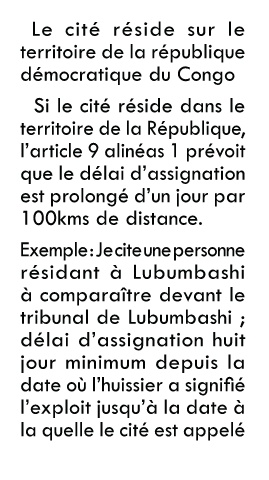 Le cité réside sur le
territoire de la république
démocratique du Congo
Si le cité réside dans le
territoire de la République,
l'article 9 alinéas 1 prévoit
que le délai d'assignation
est prolongé d'un jour par
100kms de distance.
Exemple : Je cite une personne
résidant à Lubumbashi
à comparaître devant le
tribunal de Lubumbashi ;
délai d'assignation huit
jour minimum depuis la
date où l'huissier a signifié
l'exploit jusqu'à la date à
la quelle le cité est appelé